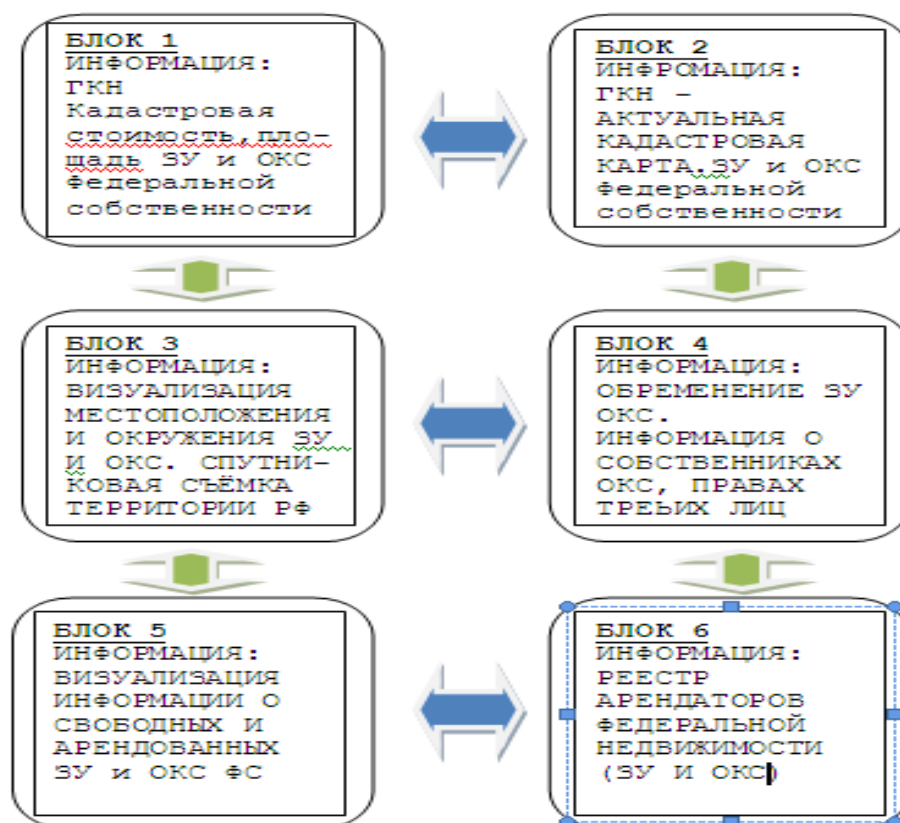 БЛОК 1
ИНФОРМАЦИЯ:
ГКН
Кадастровая
стоимость,пло-
щадь ЗУ и ОКС
Федеральной
собственности
БЛОК 2
ИНФРОМАЦИЯ:
ГКН –
АКТУАЛЬНАЯ
КАДАСТРОВАЯ
КАРТА.ЗУ и ОКС
Федеральной
собственности
БЛОК 3
ИНФОРМАЦИЯ:
ВИЗУАЛИЗАЦИЯ
МЕСТОПОЛОЖЕНИЯ
И ОКРУЖЕНИЯ ЗУ
И ОКС. СПУТНИ-
КОВАЯ СЪЁМКА
ТЕРРИТОРИИ РФ
БЛОК 4
ИНФОРМАЦИЯ:
ОБРЕМЕНЕНИЕ ЗУ
ОКС.
ИНФОРМАЦИЯ О
СОБСТВЕННИКАХ
ОКС, ПРАВАХ
ТРЕЬИХ ЛИЦ
БЛОК 5
ИНФОРМАЦИЯ:
ВИЗУАЛИЗАЦИЯ
ИНФОРМАЦИИ О
СВОБОДНЫХ И
АРЕНДОВАННЫХ
ЗУ и ОКС ФС
БЛОК 6
ИНФОРМАЦИЯ:
РЕЕСТР
АРЕНДАТОРОВ
ФЕДЕРАЛЬНОЙ
НЕДВИЖИМОСТИ
(ЗУ И ОКС)